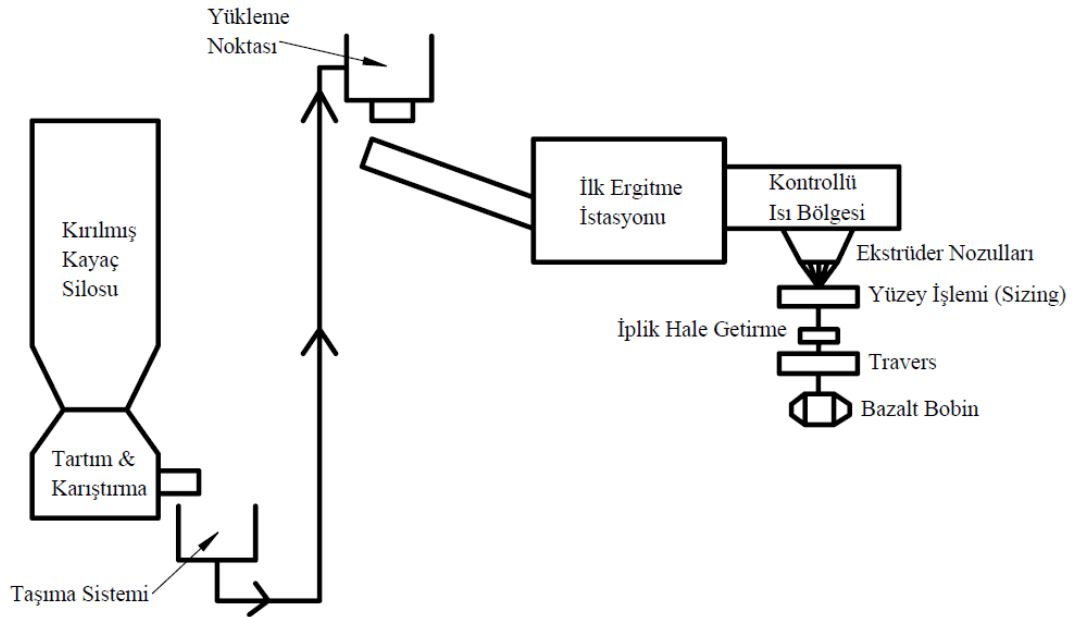 Yükleme
Noktası
Kırılmış
Kayaç
Silosu
Tartım &
Karıştırma
Taşıma Sistemi
İlk Ergitme
İstasyonu
Kontrollü
Isı Bölgesi
Ekstrüder Nozulları
Yüzey İşlemi (Sizing)
İplik Hale Getirme
Travers
Bazalt Bobin